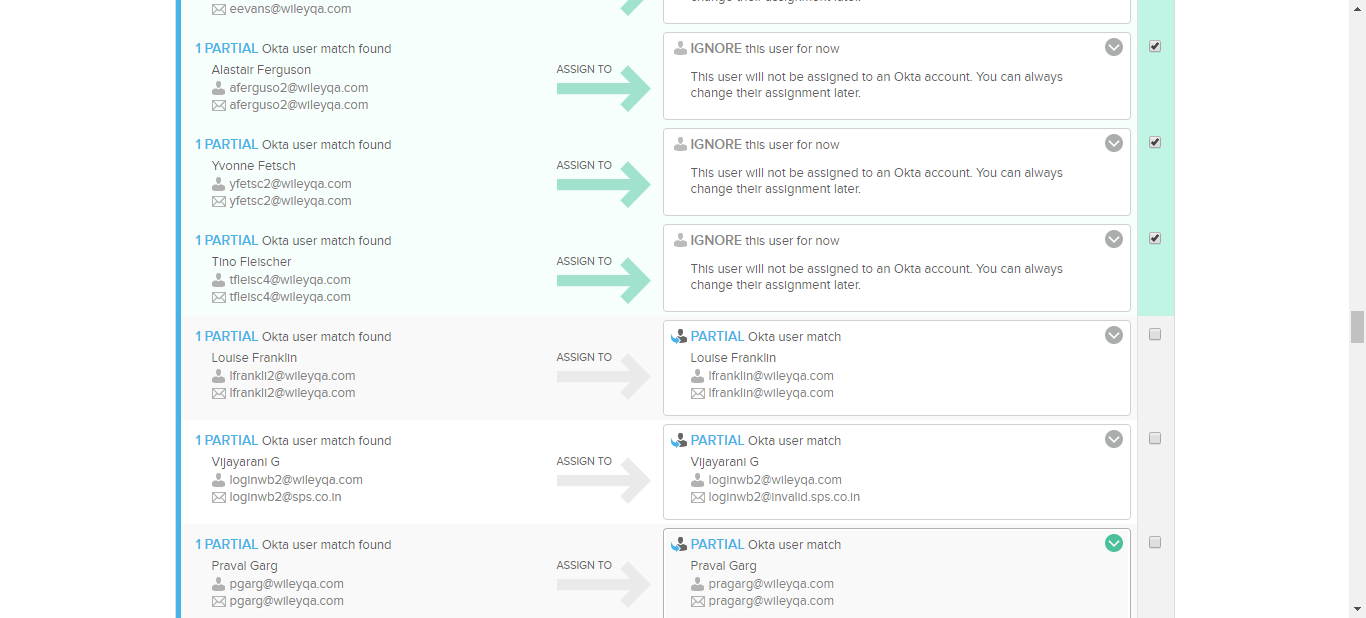 eevans@wileyqa.com
change their assignment later.
1 PARTIAL Okta user match found
Alastair Ferguson
aferguso2@wileyqa.com
aferguso2@wileyqa.com
ASSIGN TO
IGNORE this user for now
This user will not be assigned to an Okta account. You can always
change their assignment later.
1 PARTIAL Okta user match found
Yvonne Fetsch
yfetsc2@wileyqa.com
yfetsc2@wileyqa.com
ASSIGN TO
IGNORE this user for now
This user will not be assigned to an Okta account. You can always
change their assignment later.
1 PARTIAL Okta user match found
Tino Fleischer
tfleisc4@wileyqa.com
tfleisc4@wileyqa.com
ASSIGN TO
IGNORE this user for now
This user will not be assigned to an Okta account. You can always
change their assignment later.
1 PARTIAL Okta user match found
Louise Franklin
lfrankli2@wileyqa.com
lfrankli2@wileyqa.com
ASSIGN TO
PARTIAL Okta user match
Louise Franklin
lfranklin@wileyqa.com
lfranklin@wileyqa.com
1 PARTIAL Okta user match found
Vijayarani G
loginwb2@wileyqa.com
loginwb2@sps.co.in
ASSIGN TO
PARTIAL Okta user match
Vijayarani G
loginwb2@wileyqa.com
loginwb2@invalid.sps.co.in
1 PARTIAL Okta user match found
Praval Garg
pgarg@wileyqa.com
pgarg@wileyqa.com
ASSIGN TO
PARTIAL Okta user match
Praval Garg
pragarg@wileyqa.com
pragarg@wileyqa.com